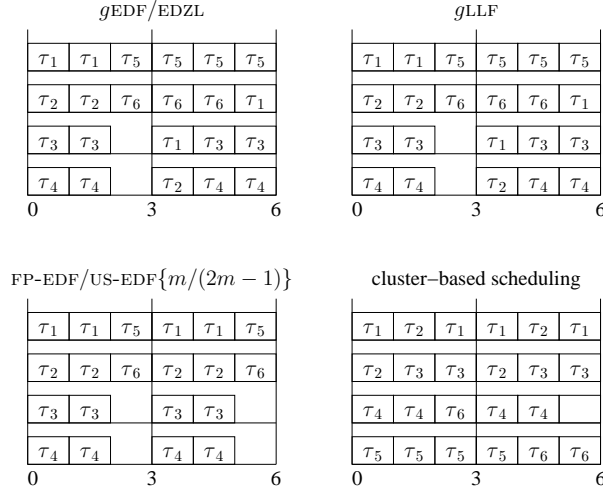 gEDF/EDZL
τ1 τ1 τ5 τ5 τ5 τ5
τ2 τ2 τ6 τ6 τ6 τ1
τ3 τ3 τ1 τ3 τ3
τ4 τ4 τ2 τ4 τ4
0 3 6
gLLF
τ1 τ1 τ5 τ5 τ5 τ5
τ2 τ2 τ6 τ6 τ6 τ1
τ3 τ3 τ1 τ3 τ3
τ4 τ4 τ2 τ4 τ4
0 3 6
FP-EDF/US-EDF{m/(2m − 1)}
τ1 τ1 τ5 τ1 τ1 τ5
τ2 τ2 τ6 τ2 τ2 τ6
τ3 τ3 τ3 τ3
τ4 τ4 τ4 τ4
0 3 6
cluster−based scheduling
τ1 τ2 τ1 τ1 τ2 τ1
τ2 τ3 τ3 τ2 τ3 τ3
τ4 τ4 τ6 τ4 τ4
τ5 τ5 τ5 τ5 τ6 τ6
0 3 6